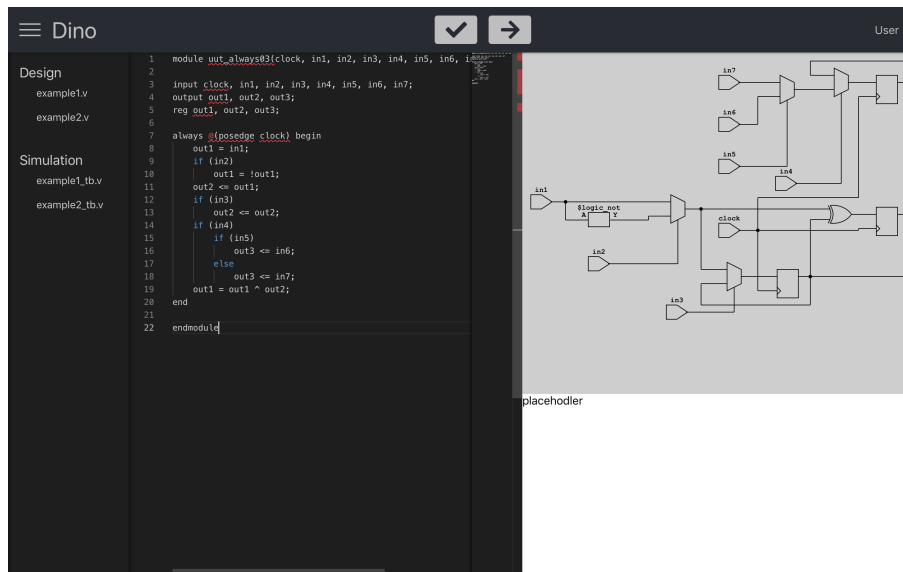 Dino
User
Design
example1.v
example2.v
Simulation
example1_tb.v
example2_tb.v
1 module uut_always03(clock, in1, in2, in3, in4, in5, in6, i
2
3 input clock, in1, in2, in3, in4, in5, in6, in7;
4 output out1, out2, out3;
5 reg out1, out2, out3;
6
7 always @(posedge clock) begin
8 out1 = in1;
9 if (in2)
10 out1 = !out1;
11 out2 <= out1;
12 if (in3)
13 out2 <= out2;
14 if (in4)
15 if (in5)
16 out3 <= in6;
17 else
18 out3 <= in7;
19 out1 = out1 ^ out2;
20 end
21
22 endmodule
in7
in6
in5
in4
in1
$logic_not
A Y
clock
in2
in3
placehodler